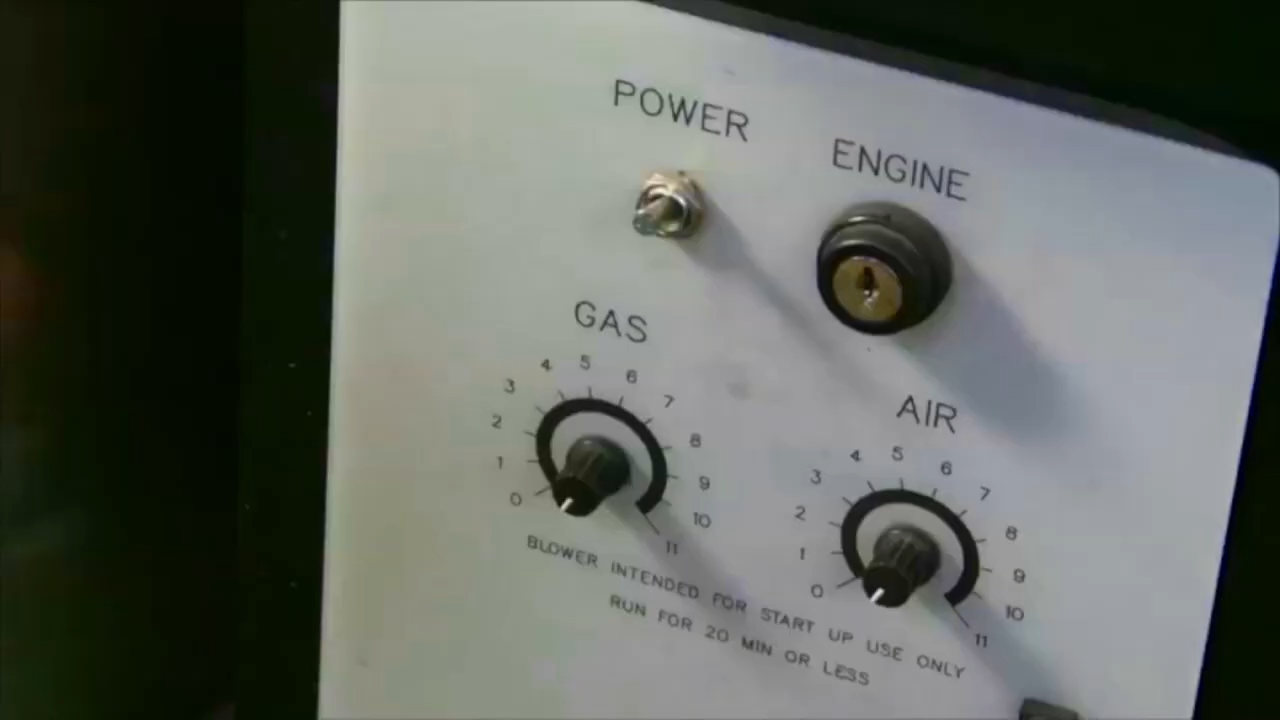 POWER
ENGINE
GAS
0 1 2 3 4 5 6 7 8 9 10 11
AIR
0 1 2 3 4 5 6 7 8 9 10 11
BLOWER INTENDED FOR START UP USE ONLY
RUN FOR 20 MIN OR LESS